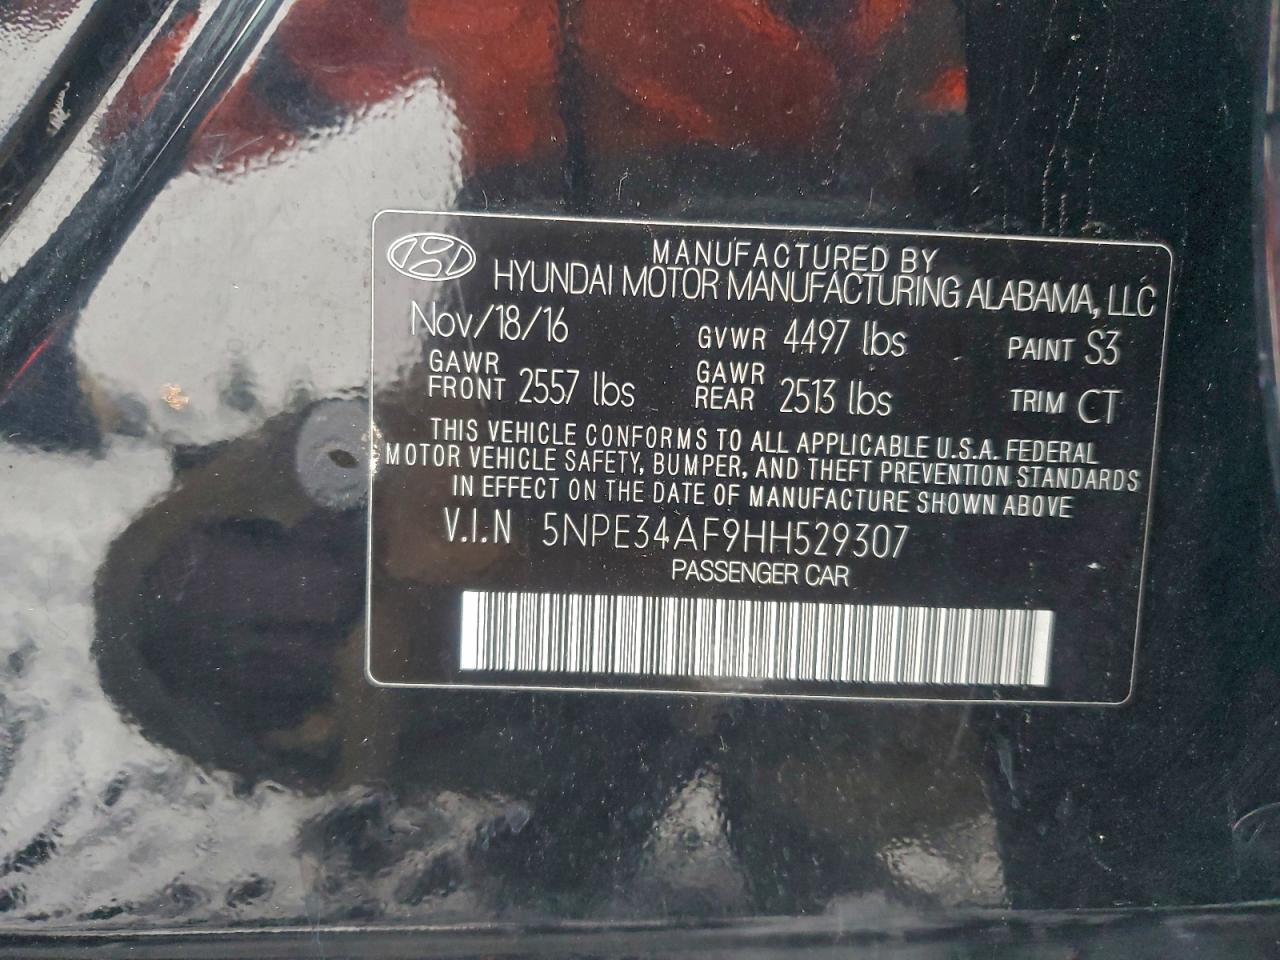 MANUFACTURED BY
HYUNDAI MOTOR MANUFACTURING ALABAMA, LLC
Nov/18/16 GVWR 4497 lbs PAINT S3
GAWR FRONT 2557 lbs GAWR REAR 2513 lbs TRIM CT
THIS VEHICLE CONFORMS TO ALL APPLICABLE U.S.A. FEDERAL
MOTOR VEHICLE SAFETY, BUMPER, AND THEFT PREVENTION STANDARDS
IN EFFECT ON THE DATE OF MANUFACTURE SHOWN ABOVE
V.I.N 5NPE34AF9HH529307
PASSENGER CAR